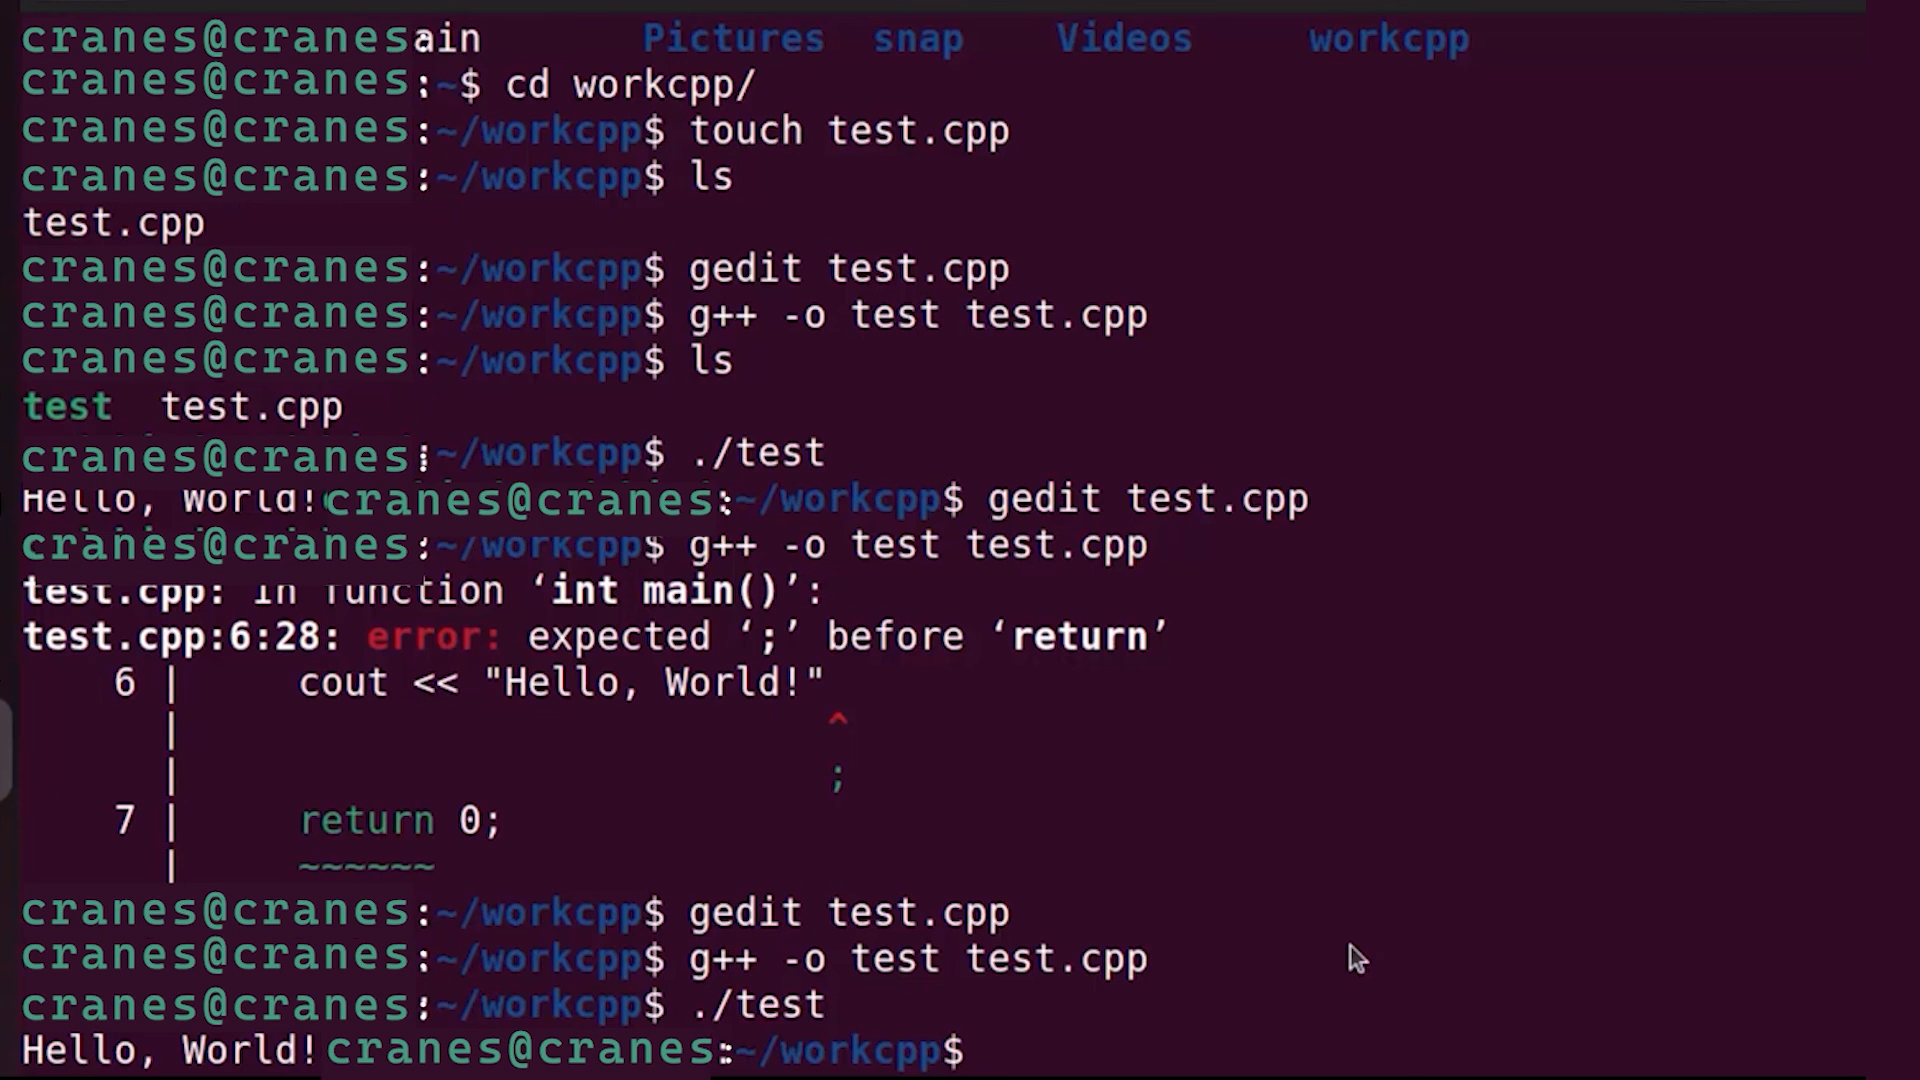 cranes@cranesain Pictures snap Videos workcpp
cranes@cranes:~$ cd workcpp/
cranes@cranes:~/workcpp$ touch test.cpp
cranes@cranes:~/workcpp$ ls
test.cpp
cranes@cranes:~/workcpp$ gedit test.cpp
cranes@cranes:~/workcpp$ g++ -o test test.cpp
cranes@cranes:~/workcpp$ ls
test test.cpp
cranes@cranes:~/workcpp$ ./test
Hello, World!cranes@cranes:~/workcpp$ gedit test.cpp
cranes@cranes:~/workcpp$ g++ -o test test.cpp
test.cpp: In function ‘int main()’:
test.cpp:6:28: error: expected ‘;’ before ‘return’
6 | cout << "Hello, World!"
| ^
| ;
7 | return 0;
| ~~~~~~
cranes@cranes:~/workcpp$ gedit test.cpp
cranes@cranes:~/workcpp$ g++ -o test test.cpp
cranes@cranes:~/workcpp$ ./test
Hello, World!cranes@cranes:~/workcpp$